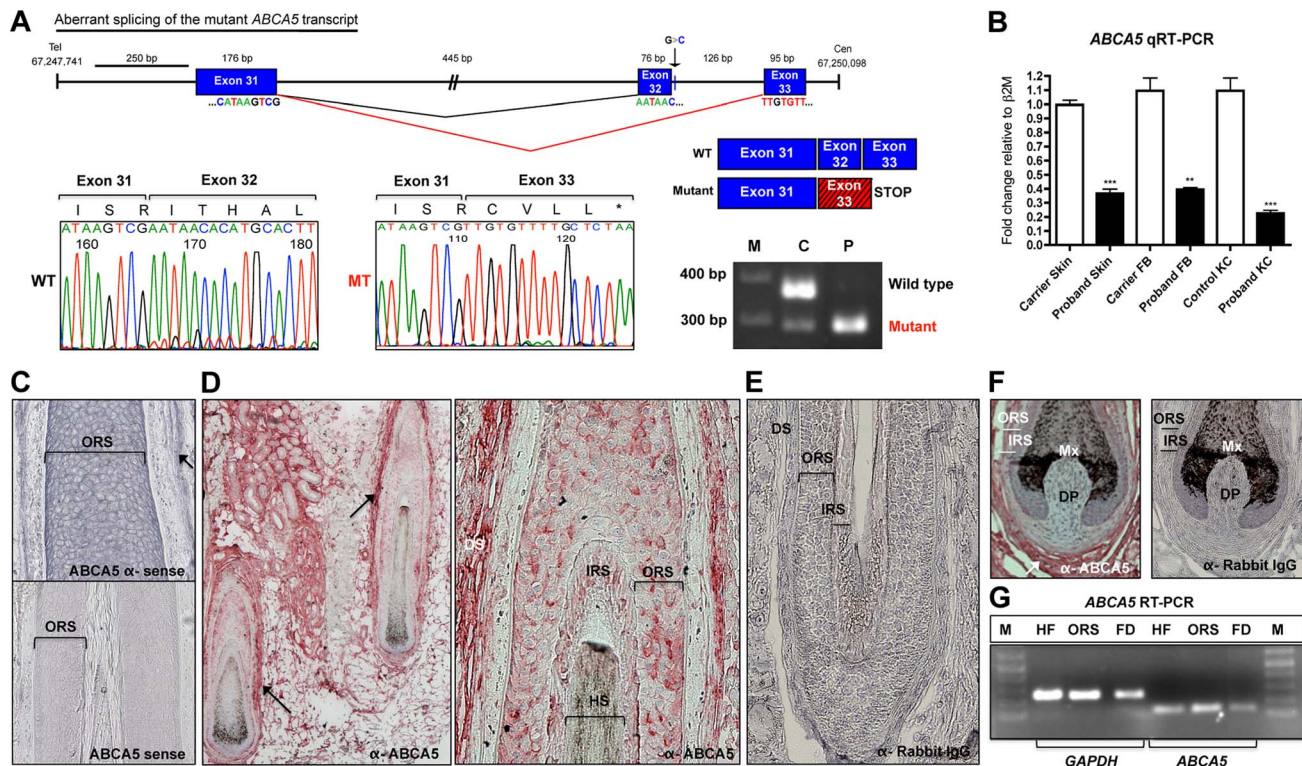 A
Aberrant splicing of the mutant ABCA5 transcript
Tel
67,247,741
250 bp
176 bp
445 bp
76 bp
G>C
126 bp
95 bp
Cen
67,250,098
Exon 31
Exon
32
Exon
33
...CATAAGTCG
AATAAC...
TTGTGTT...
WT
Exon 31
Exon
32
Exon
33
Mutant
Exon 31
Exon
33
STOP
Exon 31
Exon 32
I S R I T H A L
ATAAGTCGAATAACACATGCACTT
160
170
180
WT
Exon 31
Exon 33
I S R C V L L *
ATAAGTCGTTGTGTTTTGCTCTAA
110
120
MT
M C P
400 bp
300 bp
Wild type
Mutant
B
ABCA5 qRT-PCR
Fold change relative to β2M
1.2
1.1
1.0
0.9
0.8
0.7
0.6
0.5
0.4
0.3
0.2
0.1
0.0
***
**
***
Carrier Skin
Proband Skin
Carrier FB
Proband FB
Control KC
Proband KC
C
ORS
ABCA5 α- sense
ORS
ABCA5 sense
D
DS
IRS
ORS
HS
α- ABCA5
α- ABCA5
E
DS
ORS
IRS
α- Rabbit IgG
F
ORS
IRS
Mx
DP
α- ABCA5
ORS
IRS
Mx
DP
α- Rabbit IgG
G
ABCA5 RT-PCR
M HF ORS FD HF ORS FD M
GAPDH
ABCA5